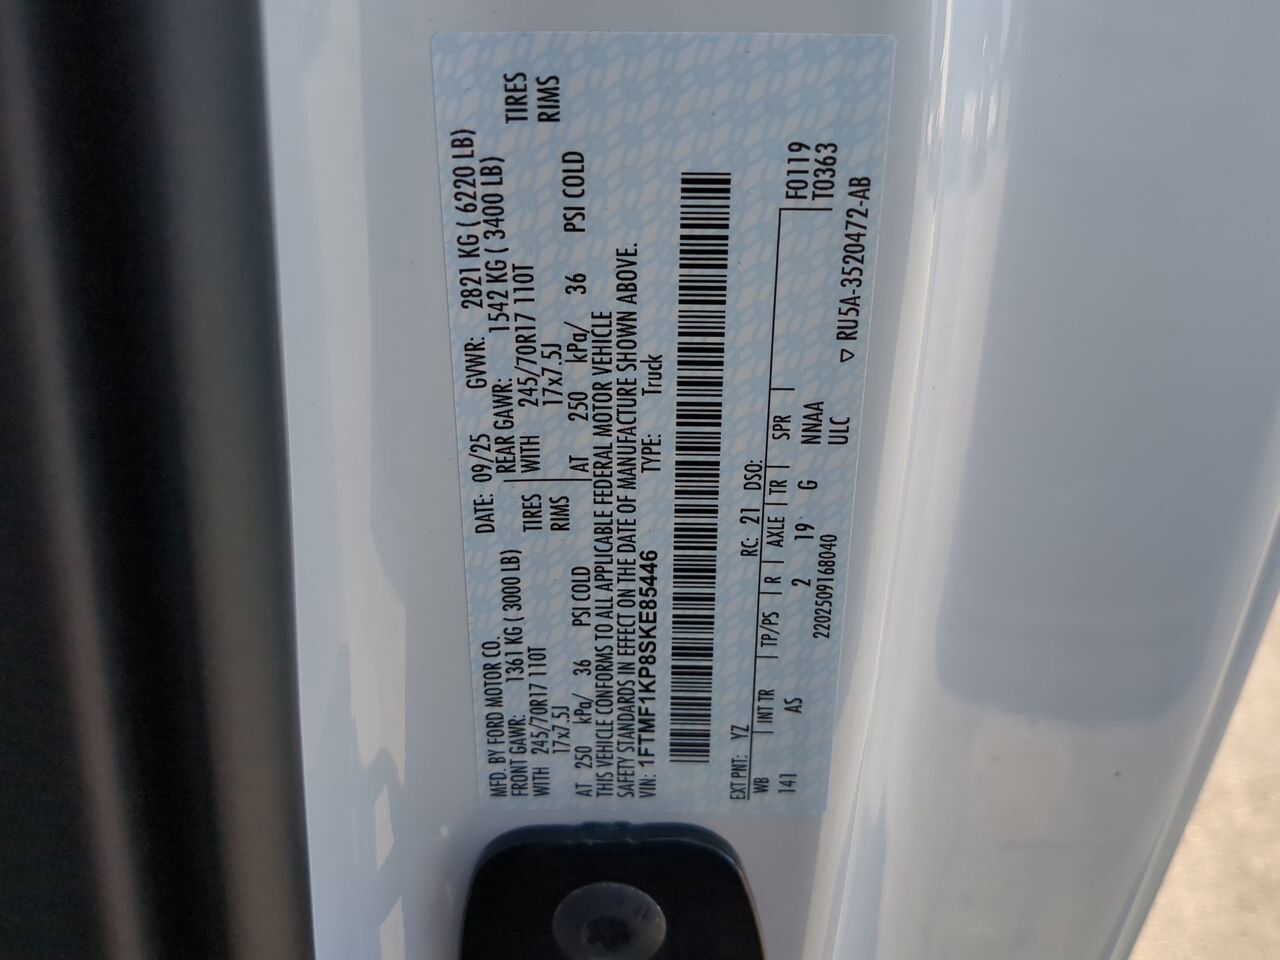 MFD. BY FORD MOTOR CO. DATE: 09/25 GVWR: 2821 KG ( 6220 LB)
FRONT GAWR: 1361 KG ( 3000 LB) REAR GAWR: 1542 KG ( 3400 LB)
WITH 245/70R17 110T TIRES WITH 245/70R17 110T TIRES
17x7.5J RIMS 17x7.5J RIMS
AT 250 kPa/ 36 PSI COLD AT 250 kPa/ 36 PSI COLD
THIS VEHICLE CONFORMS TO ALL APPLICABLE FEDERAL MOTOR VEHICLE
SAFETY STANDARDS IN EFFECT ON THE DATE OF MANUFACTURE SHOWN ABOVE.
VIN: 1FTMF1KP8SKE85446 TYPE: Truck
EXT PNT: YZ RC: 21 DSO:
WB INT TR TP/PS R AXLE TR SPR F0119
141 AS 2 19 G NNAA T0363
2202509168040 ULC
▽ RU5A-3520472-AB